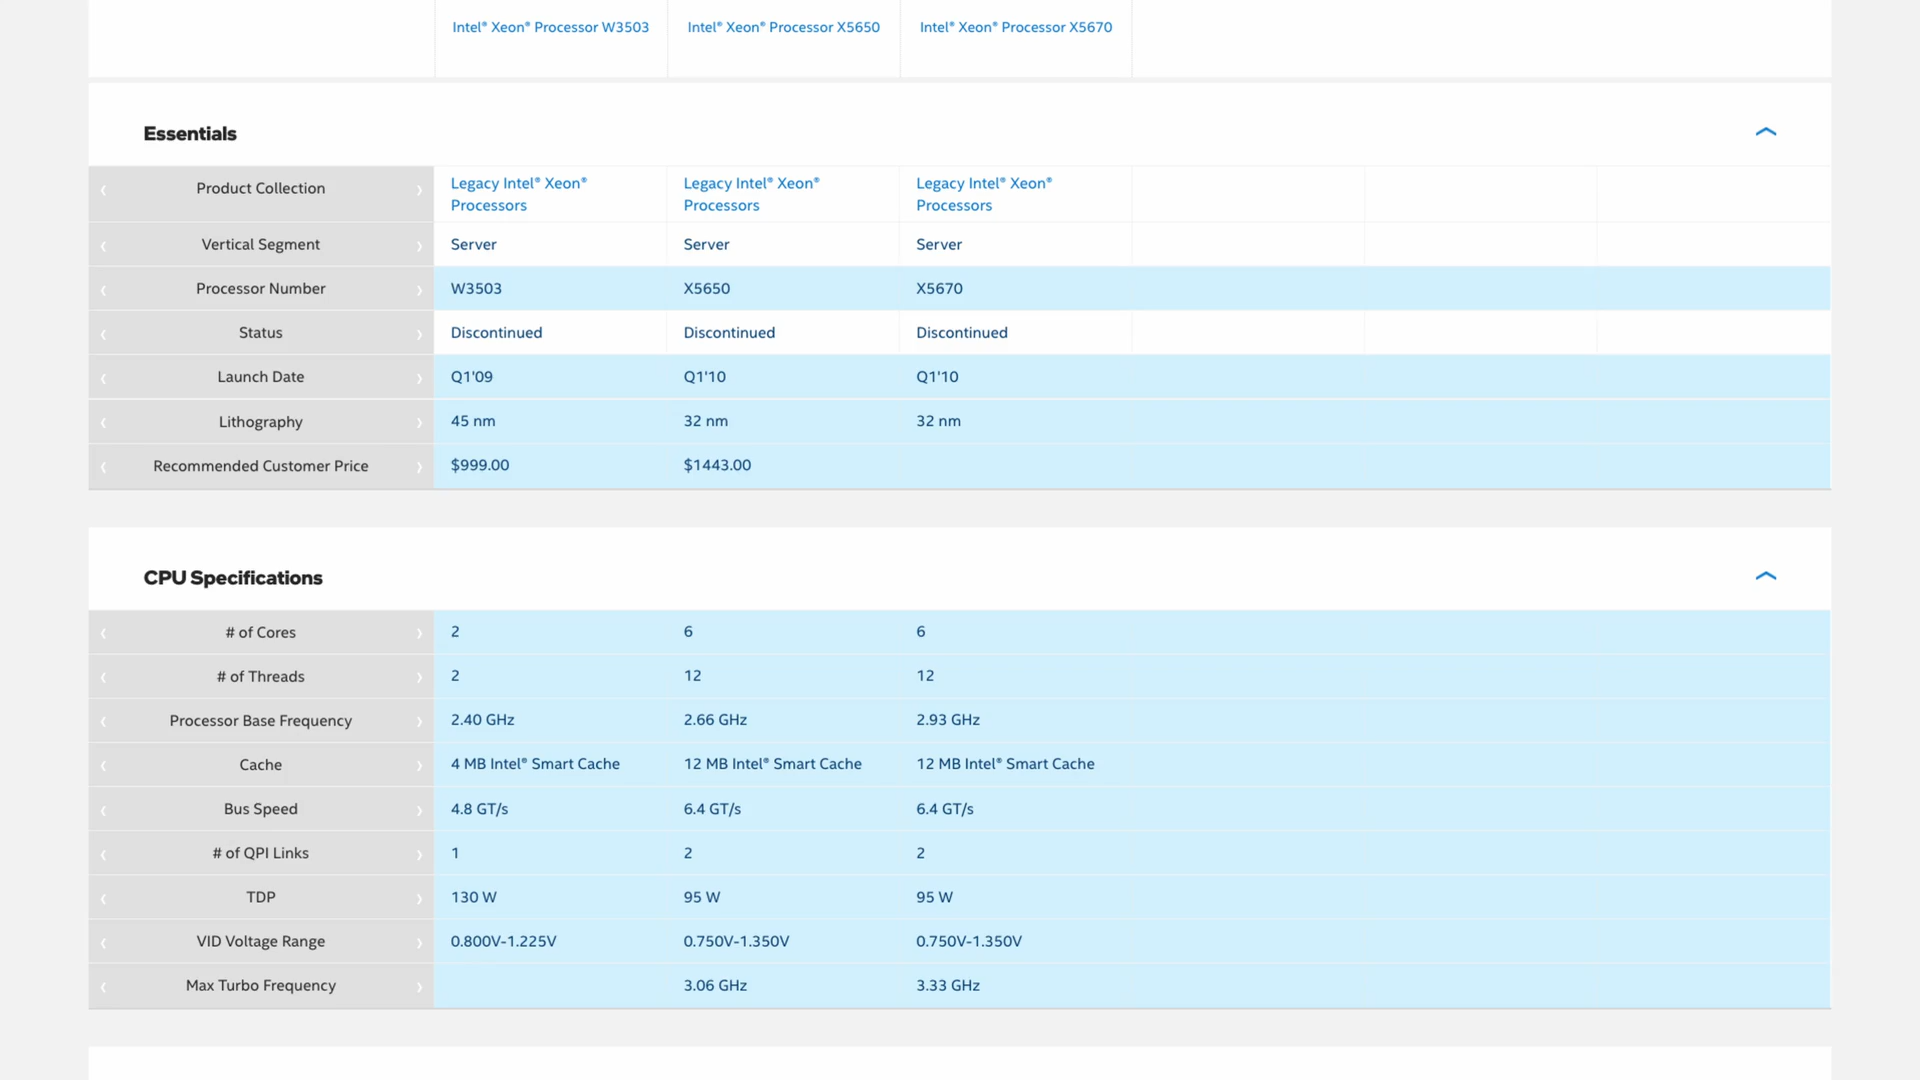 Intel® Xeon® Processor W3503 Intel® Xeon® Processor X5650 Intel® Xeon® Processor X5670
Essentials
Product Collection Legacy Intel® Xeon® Processors Legacy Intel® Xeon® Processors Legacy Intel® Xeon® Processors
Vertical Segment Server Server Server
Processor Number W3503 X5650 X5670
Status Discontinued Discontinued Discontinued
Launch Date Q1'09 Q1'10 Q1'10
Lithography 45 nm 32 nm 32 nm
Recommended Customer Price $999.00 $1443.00
CPU Specifications
# of Cores 2 6 6
# of Threads 2 12 12
Processor Base Frequency 2.40 GHz 2.66 GHz 2.93 GHz
Cache 4 MB Intel® Smart Cache 12 MB Intel® Smart Cache 12 MB Intel® Smart Cache
Bus Speed 4.8 GT/s 6.4 GT/s 6.4 GT/s
# of QPI Links 1 2 2
TDP 130 W 95 W 95 W
VID Voltage Range 0.800V-1.225V 0.750V-1.350V 0.750V-1.350V
Max Turbo Frequency 3.06 GHz 3.33 GHz